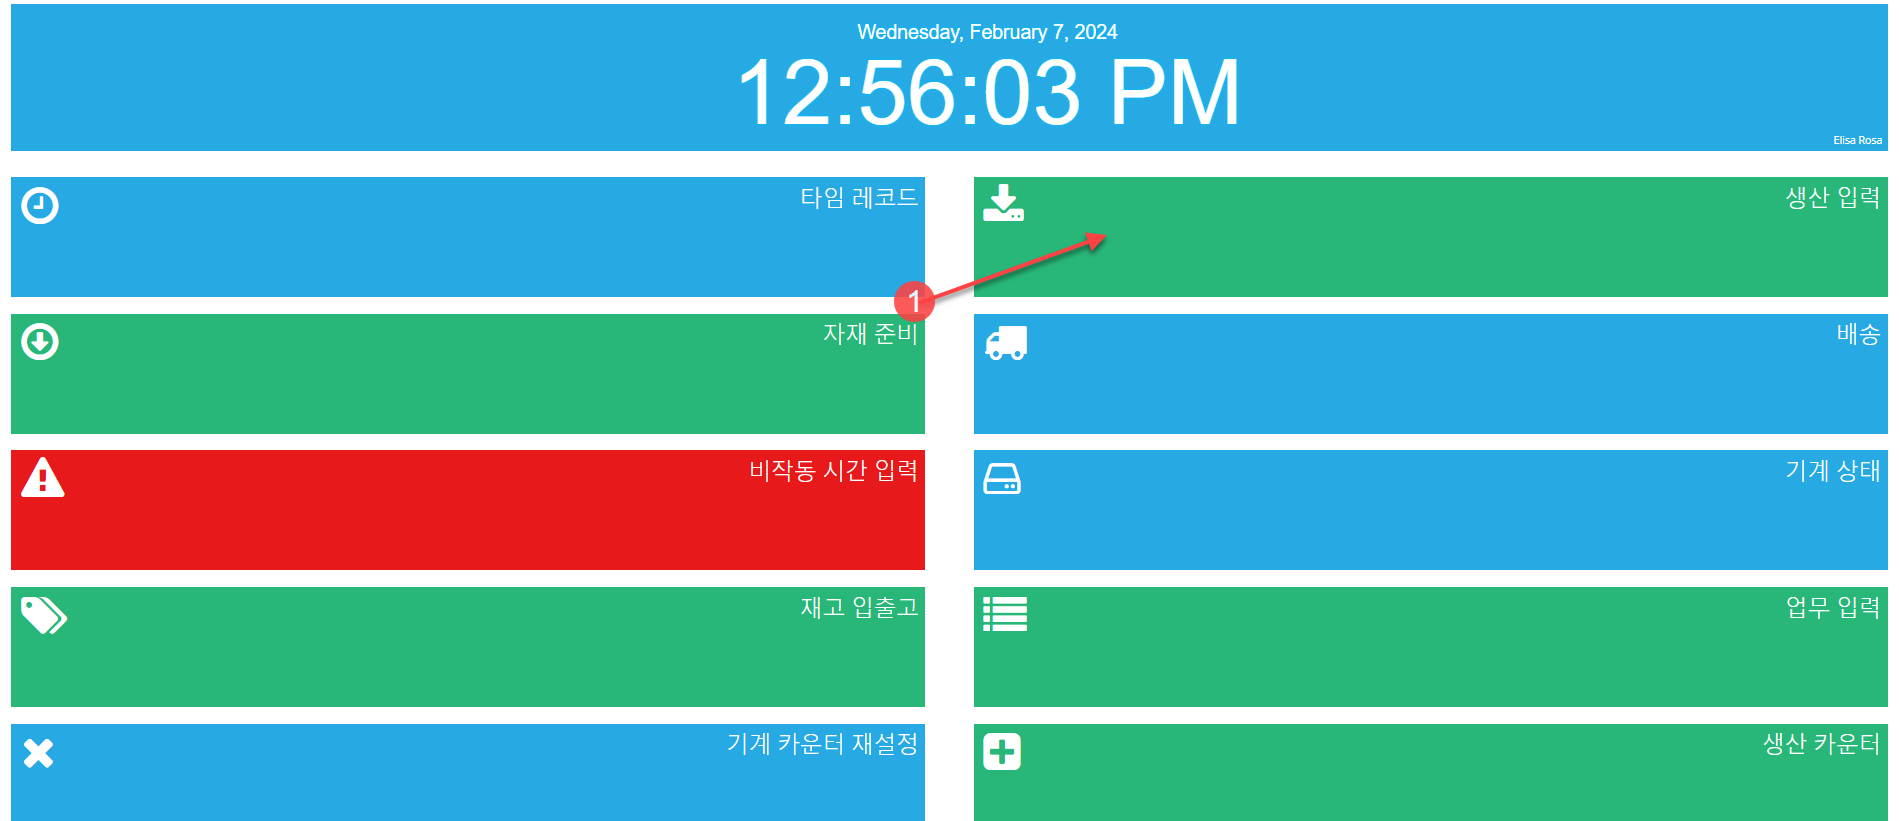 Wednesday, February 7, 2024
12:56:03 PM
Elisa Rosa
타임 레코드
생산 입력
1
자재 준비
배송
비작동 시간 입력
기계 상태
재고 입출고
업무 입력
기계 카운터 재설정
생산 카운터